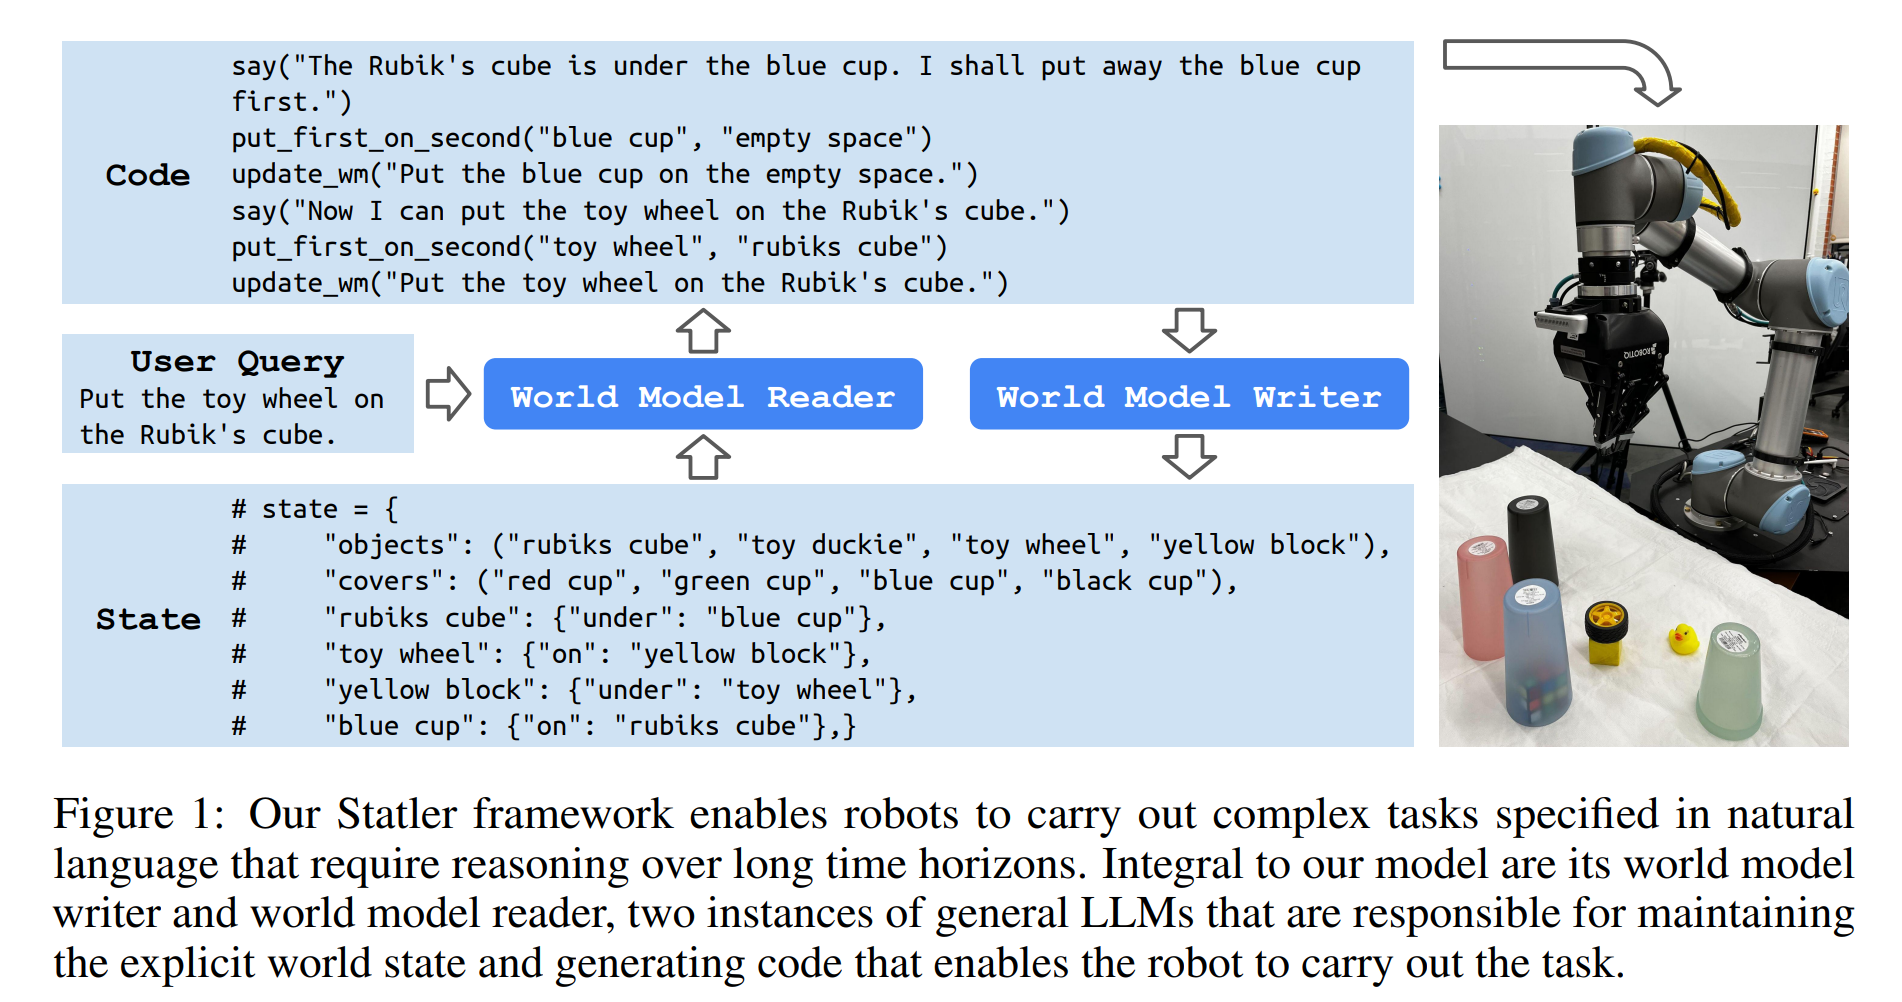 say("The Rubik's cube is under the blue cup. I shall put away the blue cup
first.")
put_first_on_second("blue cup", "empty space")
Code
update_wm("Put the blue cup on the empty space.")
say("Now I can put the toy wheel on the Rubik's cube.")
put_first_on_second("toy wheel", "rubiks cube")
update_wm("Put the toy wheel on the Rubik's cube.")
User Query
Put the toy wheel on
the Rubik's cube.
World Model Reader
World Model Writer
# state = {
#     "objects": ("rubiks cube", "toy duckie", "toy wheel", "yellow block"),
#     "covers": ("red cup", "green cup", "blue cup", "black cup"),
State
#     "rubiks cube": {"under": "blue cup"},
#     "toy wheel": {"on": "yellow block"},
#     "yellow block": {"under": "toy wheel"},
#     "blue cup": {"on": "rubiks cube"},}
ROBOTIQ
Figure 1: Our Statler framework enables robots to carry out complex tasks specified in natural
language that require reasoning over long time horizons. Integral to our model are its world model
writer and world model reader, two instances of general LLMs that are responsible for maintaining
the explicit world state and generating code that enables the robot to carry out the task.